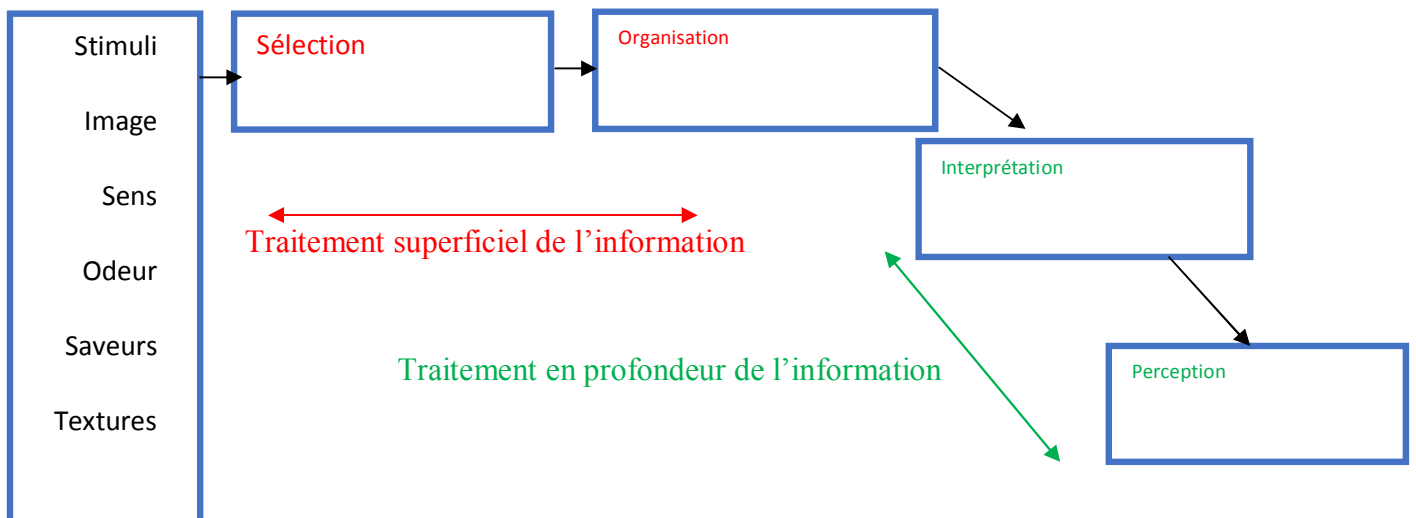 Stimuli
Image
Sens
Odeur
Saveurs
Textures
Sélection
Organisation
Interprétation
Perception
Traitement superficiel de l’information
Traitement en profondeur de l’information